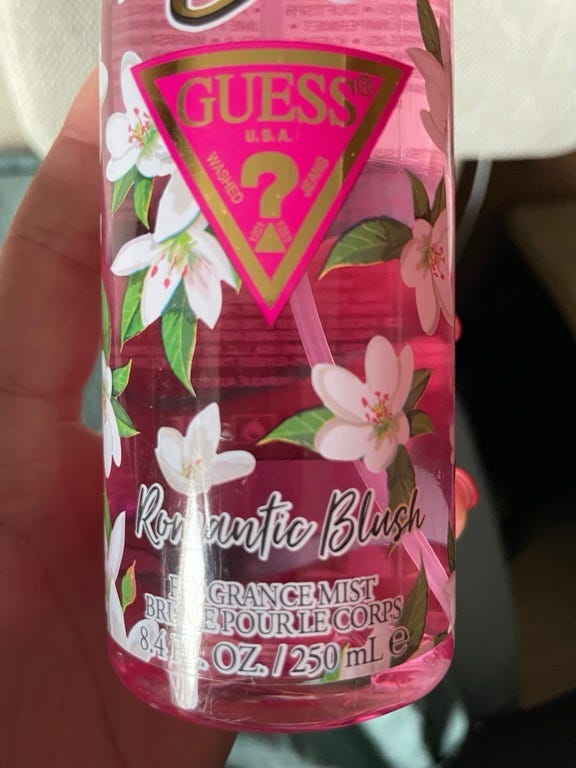 GUESS®
U.S.A.
WASHED
?
JEANS
Romantic Blush
FRAGRANCE MIST
BRUME POUR LE CORPS
8.4 FL. OZ. / 250 mL ℮